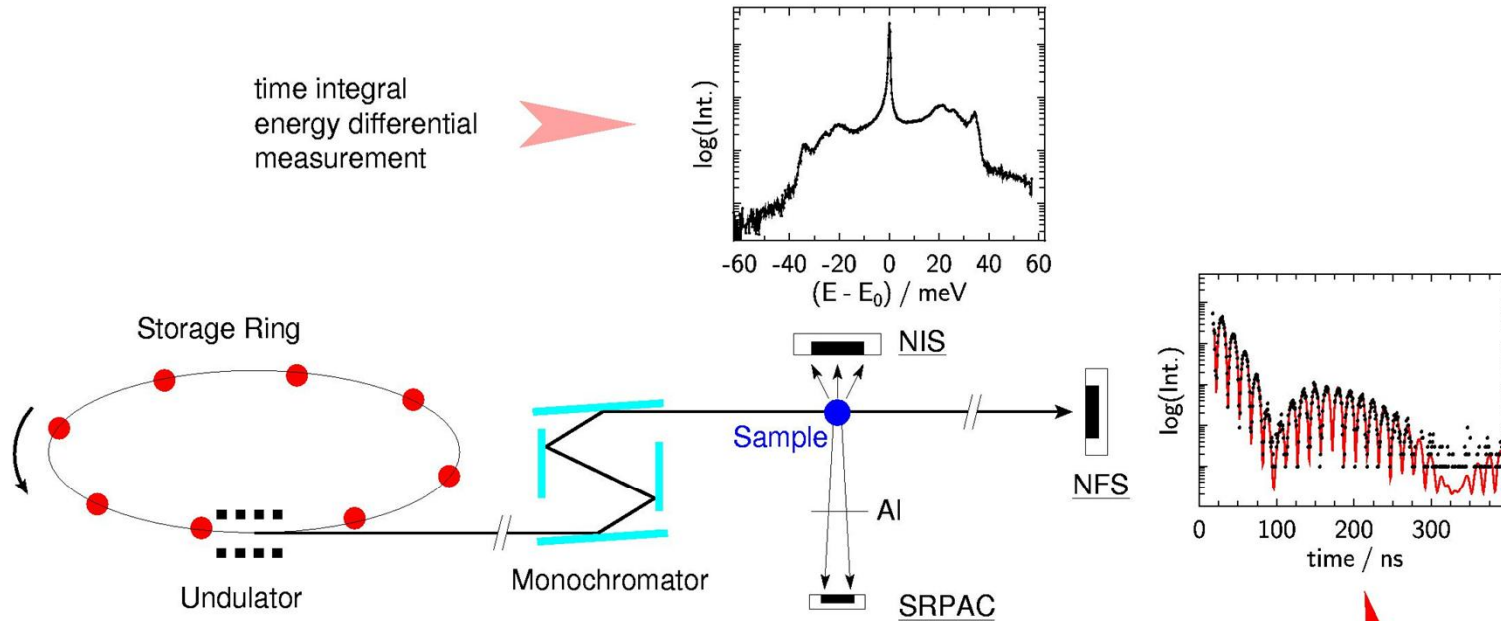 time integral
energy differential
measurement
log(Int.)
-60 -40 -20 0 20 40 60
(E - E₀) / meV
Storage Ring
Undulator
Monochromator
NIS
Sample
Al
SRPAC
NFS
log(Int.)
0 100 200 300
time / ns